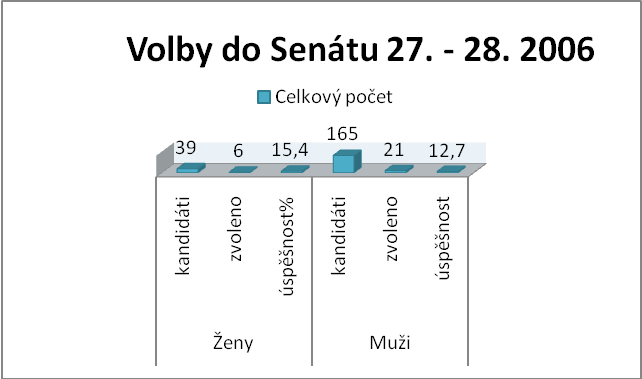 Volby do Senátu 27. - 28. 2006
Celkový počet
39 6 15,4 165 21 12,7
kandidáti zvoleno úspěšnost% kandidáti zvoleno úspěšnost
Ženy Muži